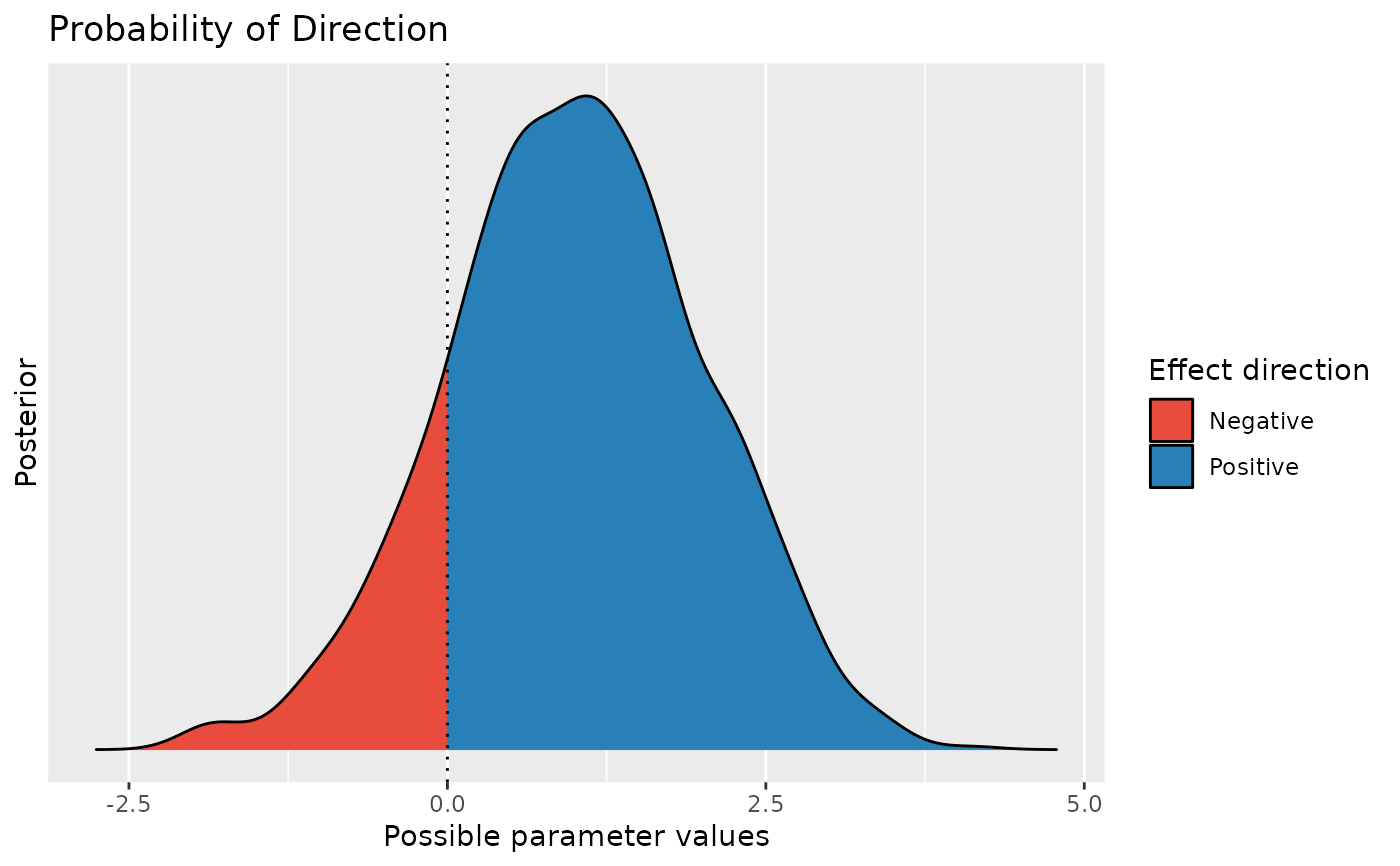 Probability of Direction
Posterior
-2.5 0.0 2.5 5.0
Possible parameter values
Effect direction
Negative
Positive